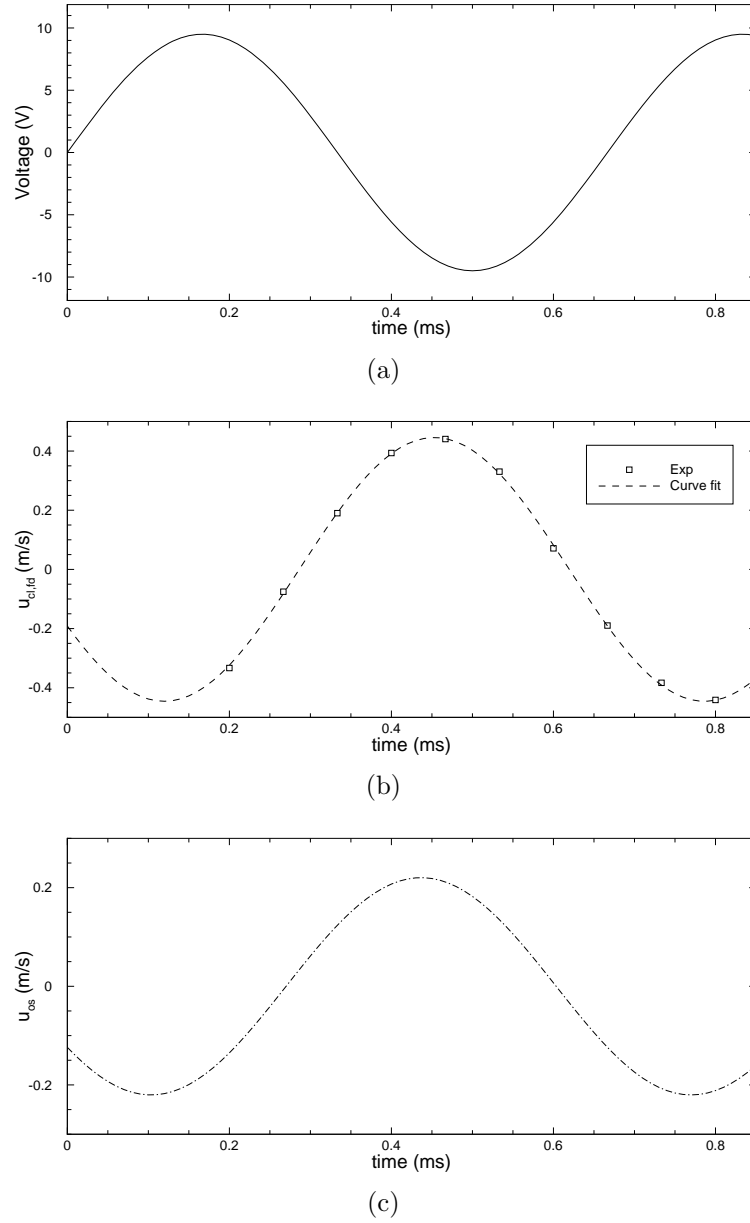 10
5
0
-5
-10
Voltage (V)
0 0.2 0.4 0.6 0.8
time (ms)
(a)
0.4
0.2
0
-0.2
-0.4
u_cl,fd (m/s)
Exp
Curve fit
0 0.2 0.4 0.6 0.8
time (ms)
(b)
0.2
0
-0.2
u_os (m/s)
0 0.2 0.4 0.6 0.8
time (ms)
(c)